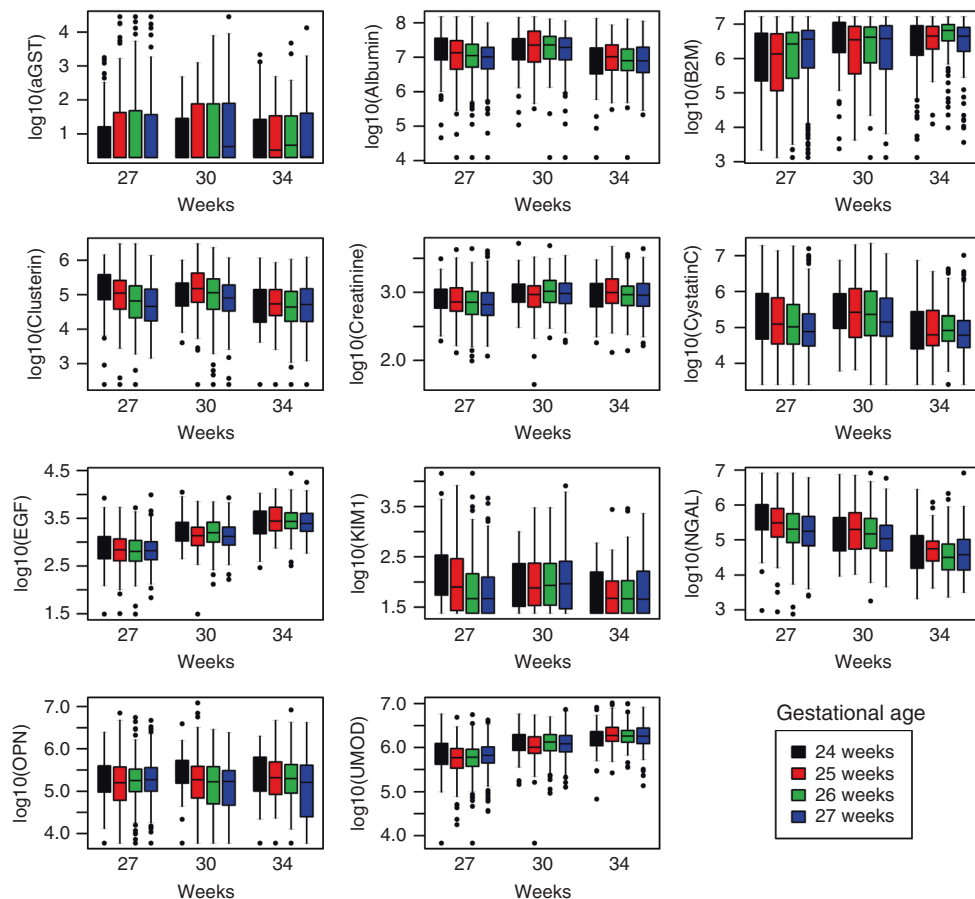 log10(aGST)
4
3
2
1
27 30 34
Weeks
log10(Albumin)
8
7
6
5
4
27 30 34
Weeks
log10(B2M)
7
6
5
4
3
27 30 34
Weeks
log10(Clusterin)
6
5
4
3
27 30 34
Weeks
log10(Creatinine)
3.0
2.0
27 30 34
Weeks
log10(CystatinC)
7
6
5
4
27 30 34
Weeks
log10(EGF)
4.5
3.5
2.5
1.5
27 30 34
Weeks
log10(KIM1)
3.5
2.5
1.5
27 30 34
Weeks
log10(NGAL)
7
6
5
4
3
27 30 34
Weeks
log10(OPN)
7.0
6.0
5.0
4.0
27 30 34
Weeks
log10(UMOD)
7.0
6.0
5.0
4.0
27 30 34
Weeks
Gestational age
24 weeks
25 weeks
26 weeks
27 weeks